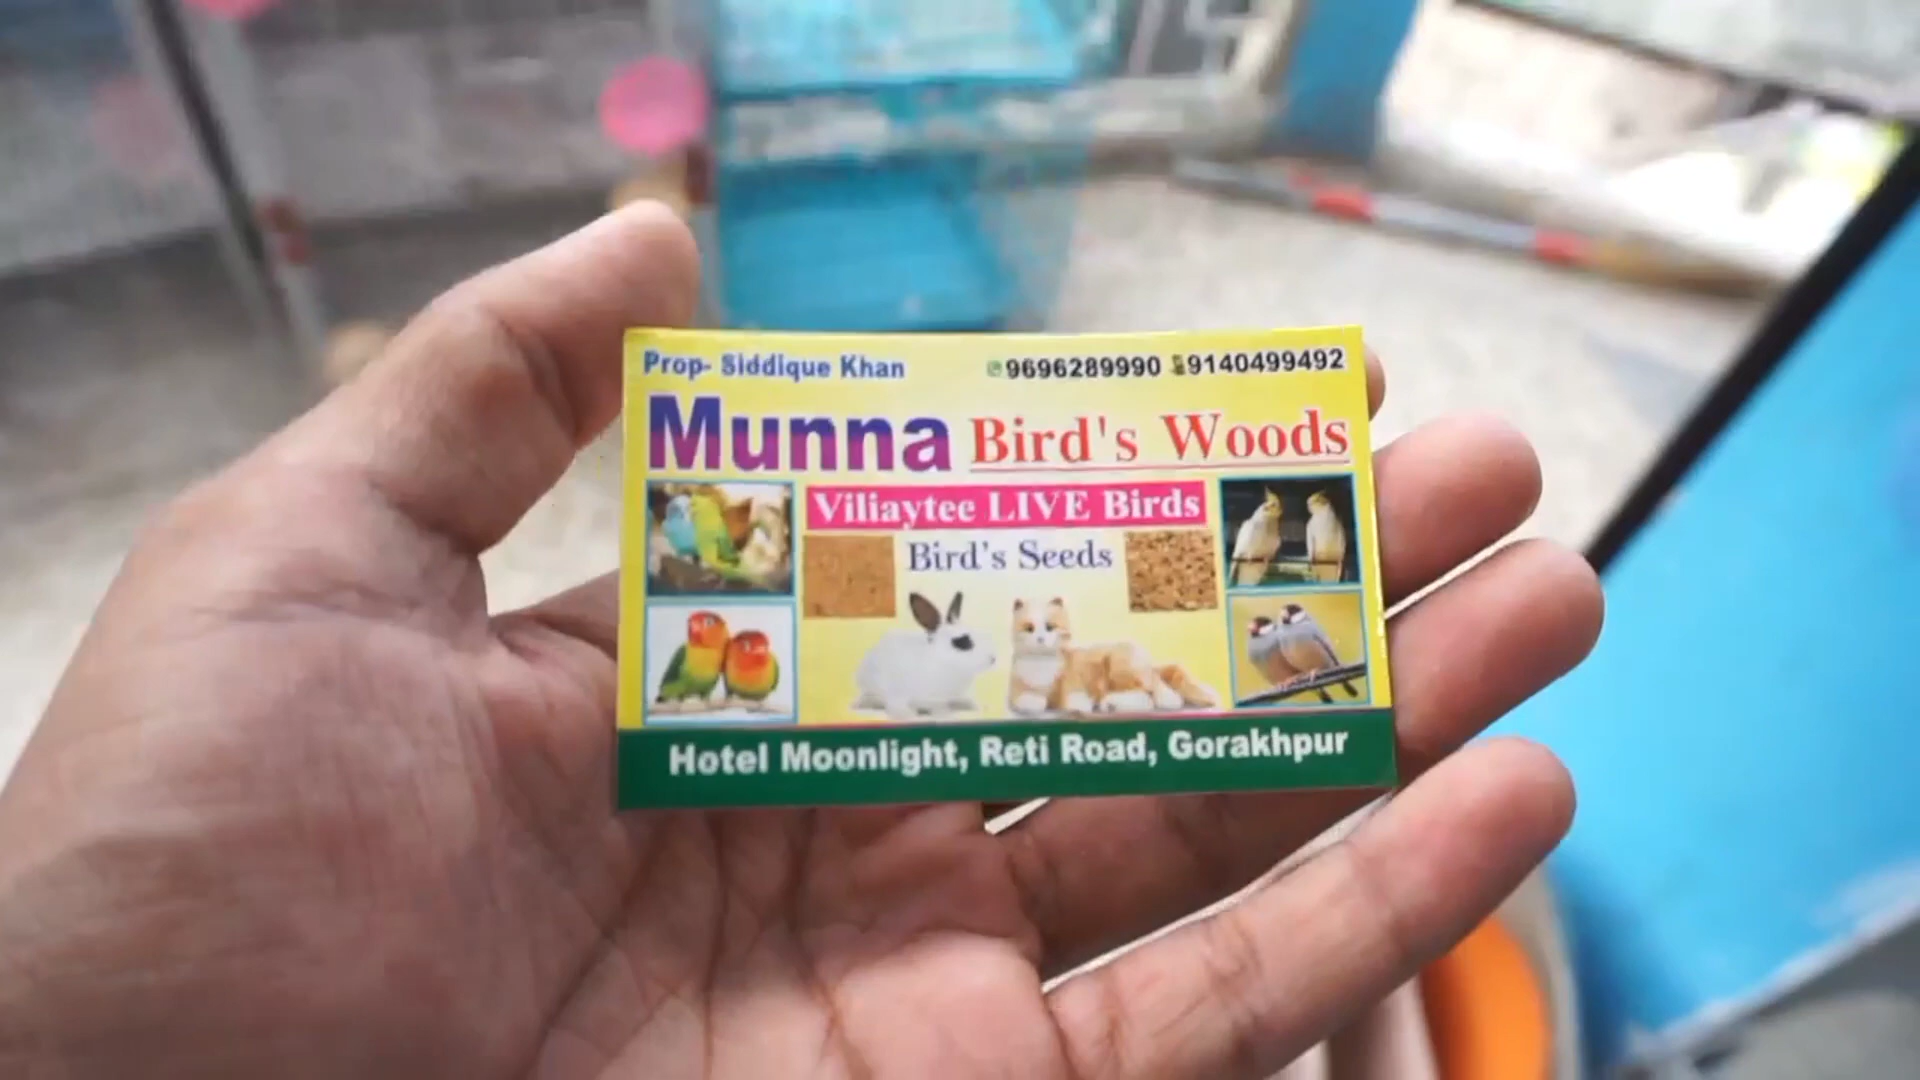 Prop- Siddique Khan 9696289990 9140499492
Munna Bird's Woods
Viliaytee LIVE Birds
Bird's Seeds
Hotel Moonlight, Reti Road, Gorakhpur